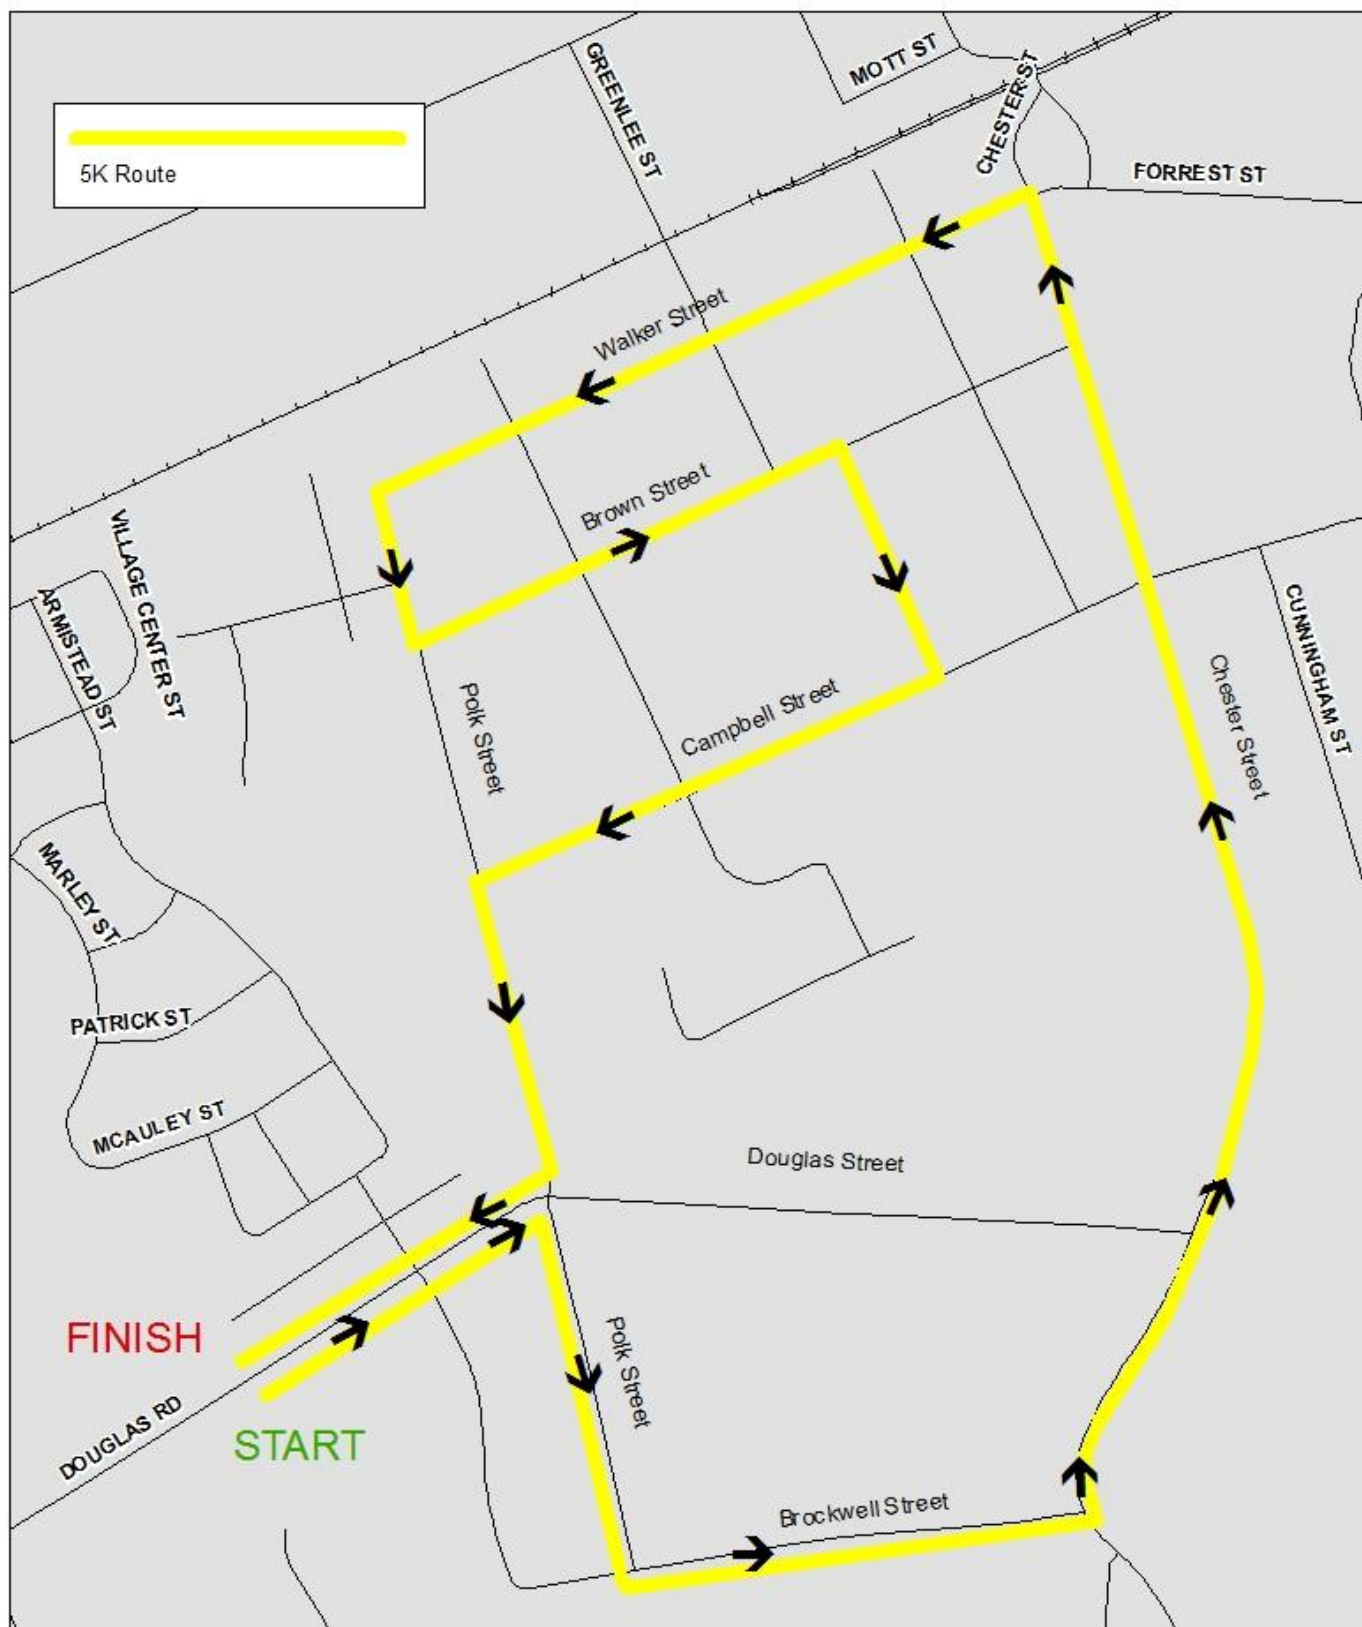 GREENLEE ST
MOTT ST
CHESTER ST
5K Route
FORREST ST
Walker Street
Brown Street
VILLAGE CENTER ST
ARMISTEAD ST
CUNNINGHAM ST
Polk Street
Campbell Street
Chester Street
MARLEY ST
PATRICK ST
MCAULEY ST
Douglas Street
FINISH
Polk Street
DOUGLAS RD
START
Brockwell Street